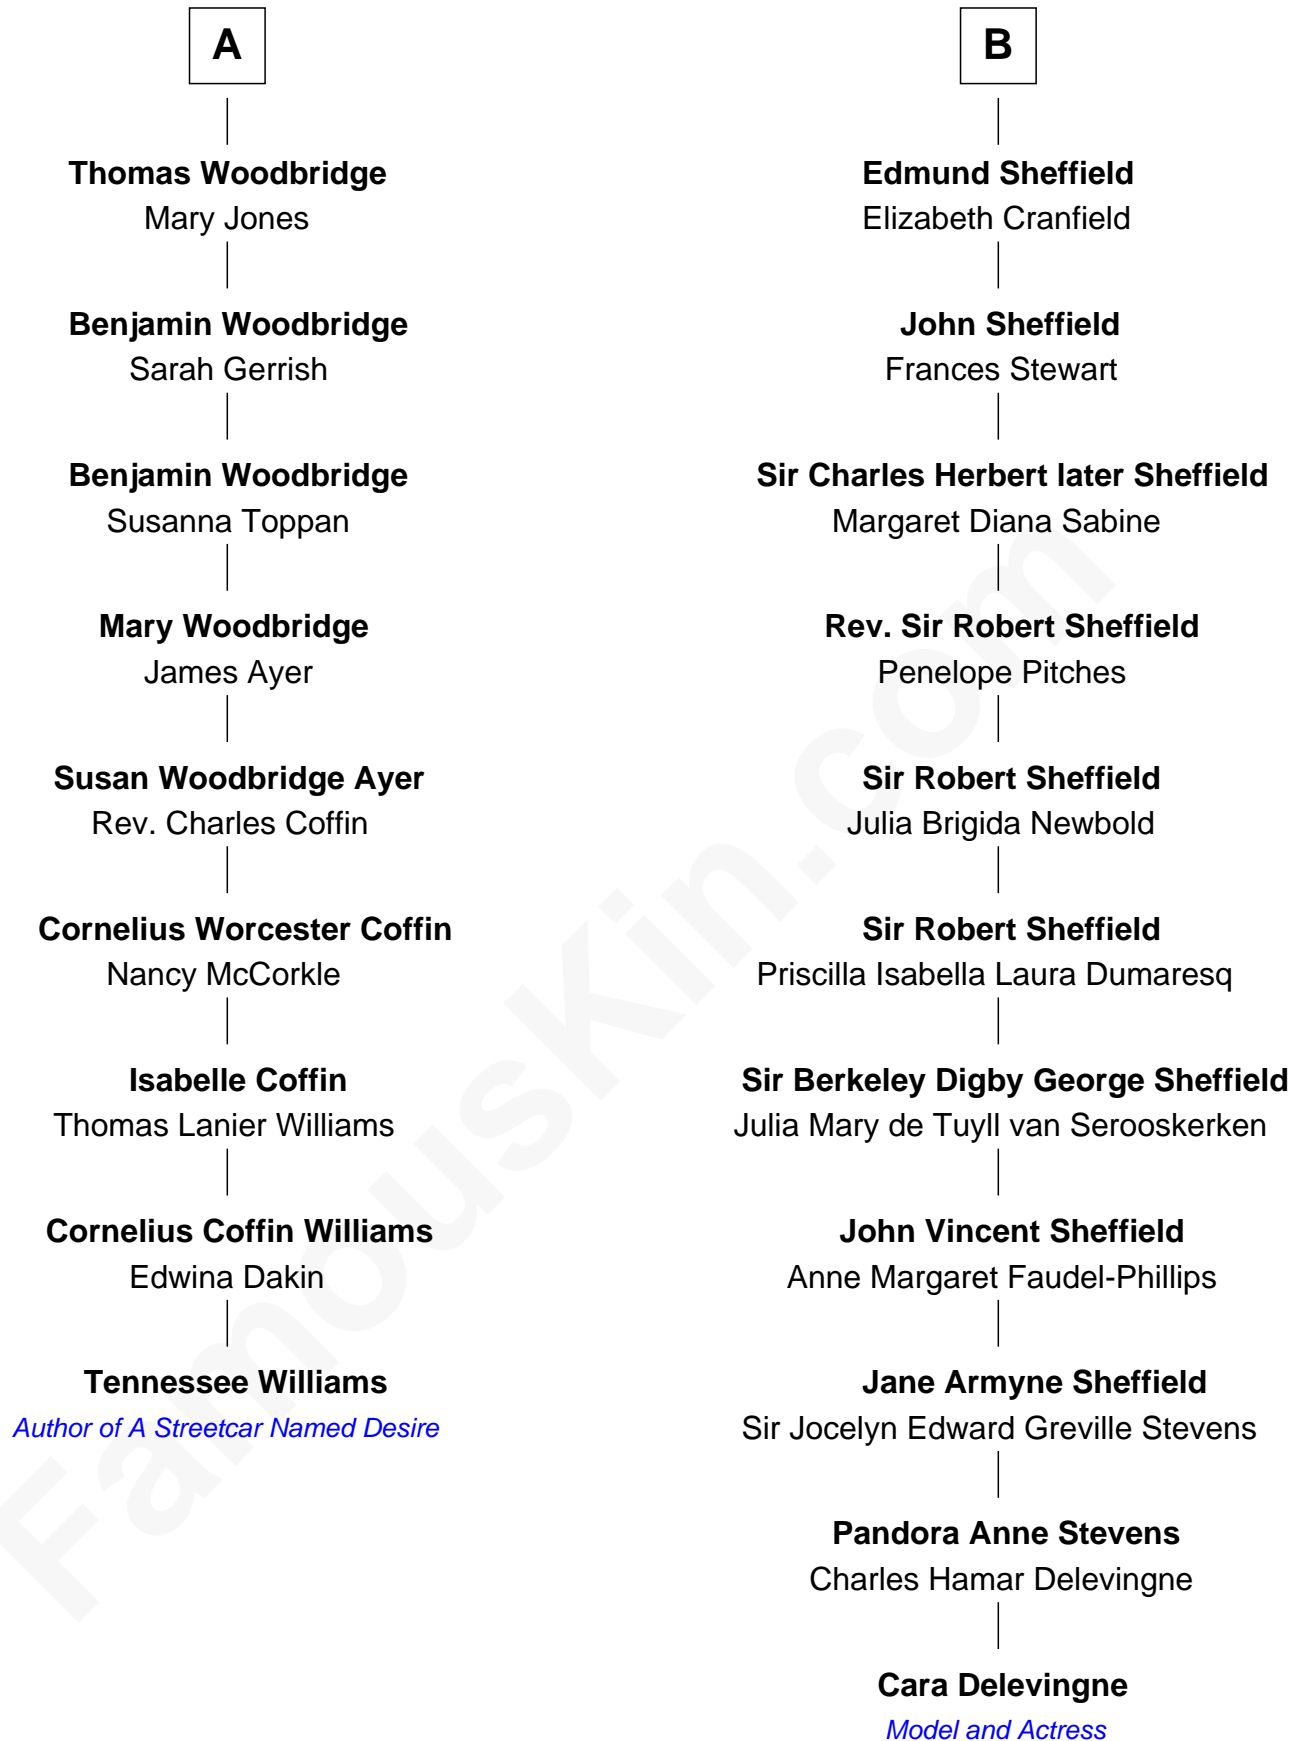 A
Thomas Woodbridge
Mary Jones
Benjamin Woodbridge
Sarah Gerrish
Benjamin Woodbridge
Susanna Toppan
Mary Woodbridge
James Ayer
Susan Woodbridge Ayer
Rev. Charles Coffin
Cornelius Worcester Coffin
Nancy McCorkle
Isabelle Coffin
Thomas Lanier Williams
Cornelius Coffin Williams
Edwina Dakin
Tennessee Williams
Author of A Streetcar Named Desire
B
Edmund Sheffield
Elizabeth Cranfield
John Sheffield
Frances Stewart
Sir Charles Herbert later Sheffield
Margaret Diana Sabine
Rev. Sir Robert Sheffield
Penelope Pitches
Sir Robert Sheffield
Julia Brigida Newbold
Sir Robert Sheffield
Priscilla Isabella Laura Dumaresq
Sir Berkeley Digby George Sheffield
Julia Mary de Tuyll van Serooskerken
John Vincent Sheffield
Anne Margaret Faudel-Phillips
Jane Armyne Sheffield
Sir Jocelyn Edward Greville Stevens
Pandora Anne Stevens
Charles Hamar Delevingne
Cara Delevingne
Model and Actress
FamousKin.com